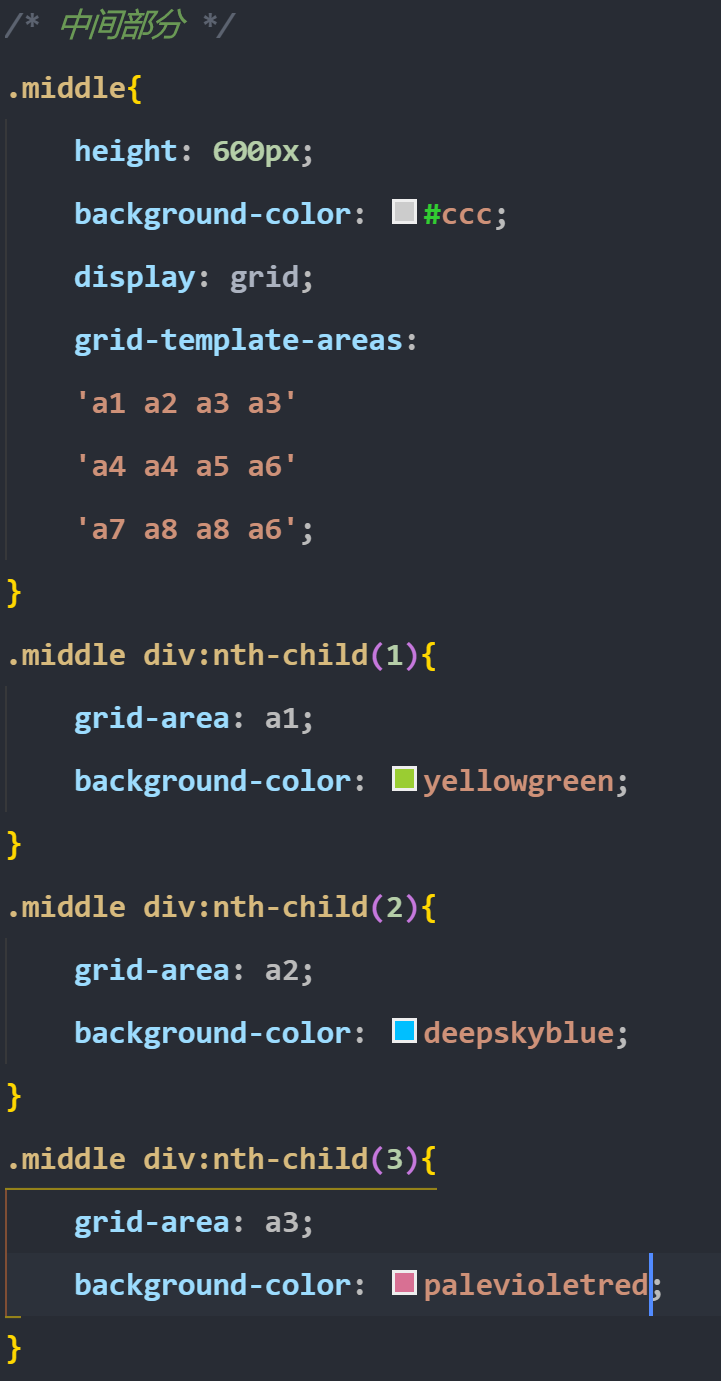 /* 中间部分 */
.middle{
height: 600px;
background-color: #ccc;
display: grid;
grid-template-areas:
'a1 a2 a3 a3'
'a4 a4 a5 a6'
'a7 a8 a8 a6';
}
.middle div:nth-child(1){
grid-area: a1;
background-color: yellowgreen;
}
.middle div:nth-child(2){
grid-area: a2;
background-color: deepskyblue;
}
.middle div:nth-child(3){
grid-area: a3;
background-color: palevioletred;
}